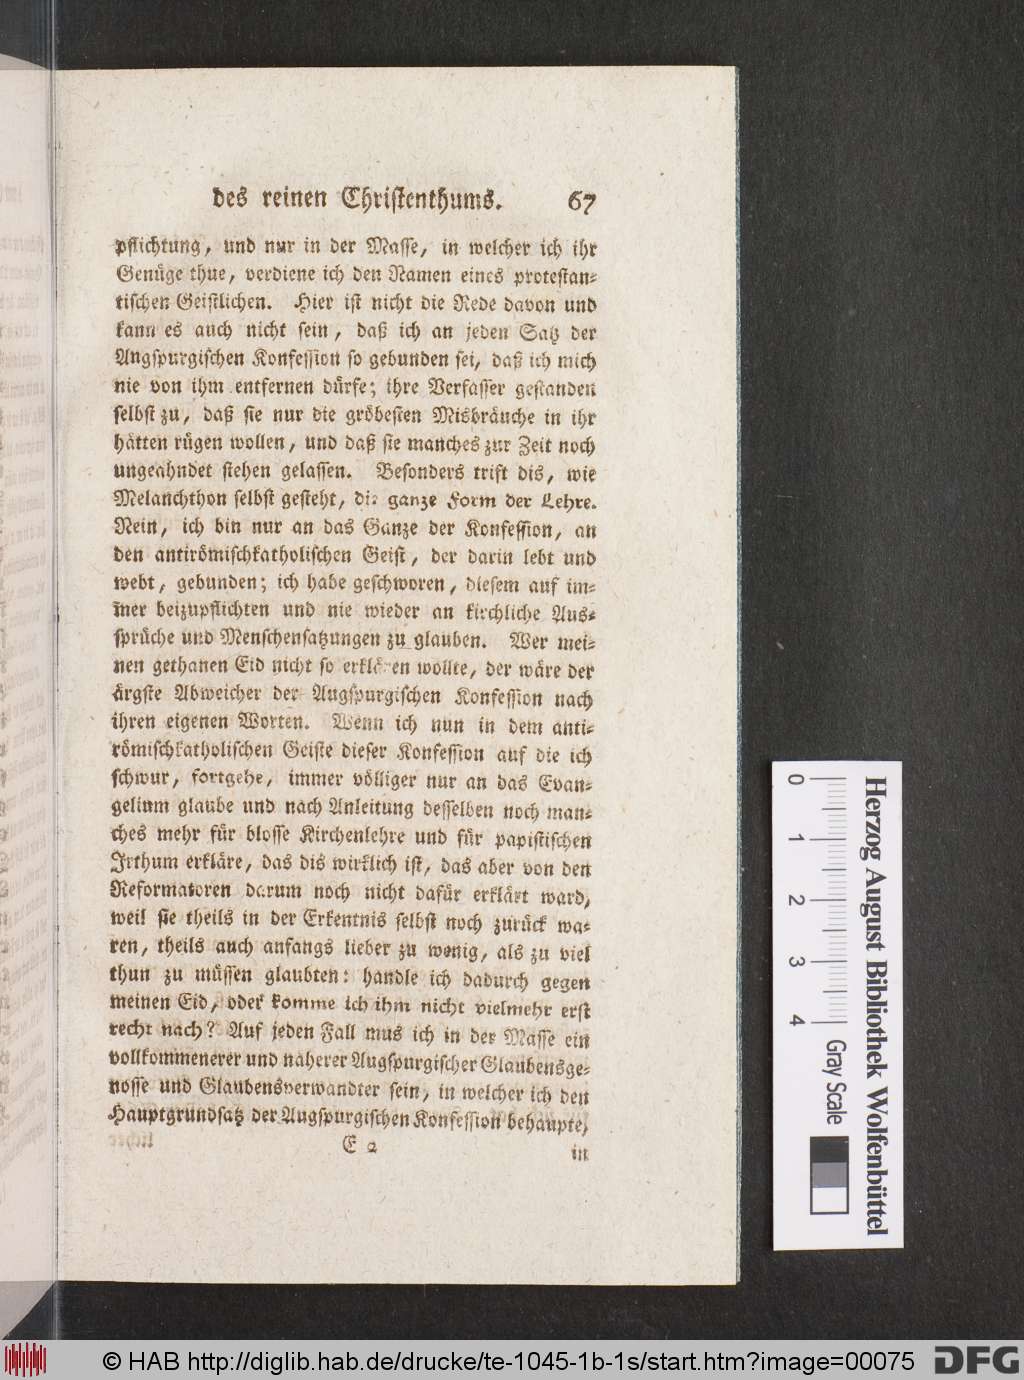 des reinen Christenthums. 67
pflichtung, und nur in der Masse, in welcher ich ihr
Genüge thue, verdiene ich den Namen eines protestan-
tischen Geistlichen. Hier ist nicht die Rede davon und
kann es auch nicht sein, daß ich an jeden Satz der
Augspurgischen Konfession so gebunden sei, daß ich mich
nie von ihm entfernen dürfe; ihre Verfasser gestanden
selbst zu, daß sie nur die gröbesten Misbräuche in ihr
hätten rügen wollen, und daß sie manches zur Zeit noch
ungeahndet stehen gelassen. Besonders trift dis, wie
Melanchthon selbst gesteht, die ganze Form der Lehre.
Nein, ich bin nur an das Ganze der Konfession, an
den antirömischkatholischen Geist, der darin lebt und
webt, gebunden; ich habe geschworen, diesem auf im-
mer beizupflichten und nie wieder an kirchliche Aus-
sprüche und Menschensatzungen zu glauben. Wer mei-
nen gethanen Eid nicht so erklären wollte, der wäre der
ärgste Abweicher der Augspurgischen Konfession nach
ihren eigenen Worten. Wenn ich nun in dem anti-
römischkatholischen Geiste dieser Konfession auf die ich
schwur, fortgehe, immer völliger nur an das Evan-
gelium glaube und nach Anleitung desselben noch man-
ches mehr für blosse Kirchenlehre und für papistischen
Irthum erkläre, das dis wirklich ist, das aber von den
Reformatoren darum noch nicht dafür erklärt ward,
weil sie theils in der Erkentnis selbst noch zurück wa-
ren, theils auch anfangs lieber zu wenig, als zu viel
thun zu müssen glaubten: handle ich dadurch gegen
meinen Eid, oder komme ich ihm nicht vielmehr erst
recht nach? Auf jeden Fall mus ich in der Masse ein
vollkommenerer und näherer Augspurgischer Glaubensge-
nosse und Glaubensverwandter sein, in welcher ich den
Hauptgrundsatz der Augspurgischen Konfession behaupte,
E 2 in
0 1 2 3 4 Gray Scale
Herzog August Bibliothek Wolfenbüttel
© HAB http://diglib.hab.de/drucke/te-1045-1b-1s/start.htm?image=00075 DFG